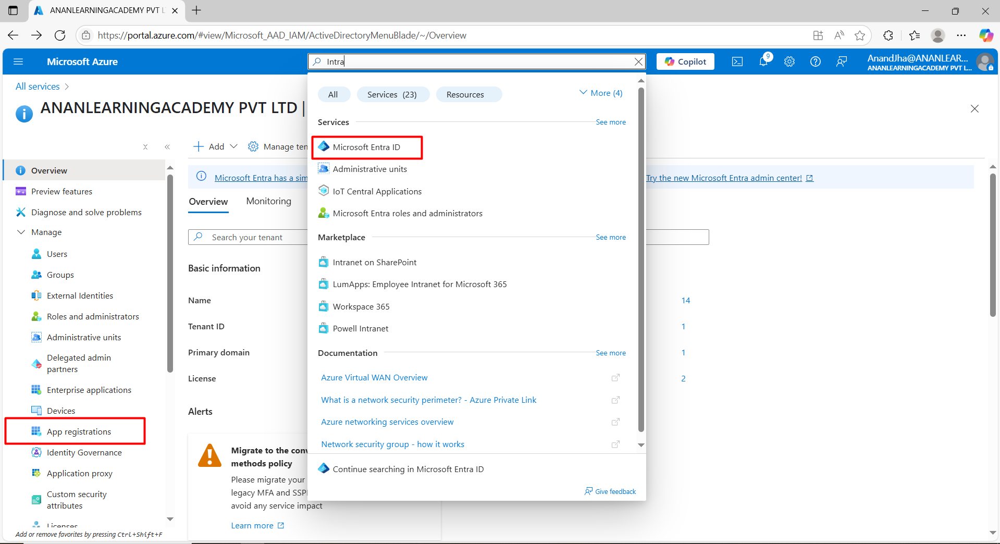 ANANLEARNINGACADEMY PVT L
https://portal.azure.com/#view/Microsoft_AAD_IAM/ActiveDirectoryMenuBlade/~/Overview
Microsoft Azure
Intra
Copilot
9
AnandJha@ANANLEAR...
ANANLEARNINGACADEMY PVT L...
All services
ANANLEARNINGACADEMY PVT LTD |
Add
Manage ten
Overview
Preview features
Diagnose and solve problems
Manage
Users
Groups
External Identities
Roles and administrators
Administrative units
Delegated admin
partners
Enterprise applications
Devices
App registrations
Identity Governance
Application proxy
Custom security
attributes
Licenses
Add or remove favorites by pressing Ctrl+Shift+F
Microsoft Entra has a sim
Try the new Microsoft Entra admin center!
Overview
Monitoring
Search your tenant
Basic information
Name
14
Tenant ID
1
Primary domain
1
License
2
Alerts
Migrate to the conv
methods policy
Please migrate your
legacy MFA and SSP
avoid any service impact
Learn more
All
Services (23)
Resources
More (4)
Services
See more
Microsoft Entra ID
Administrative units
IoT Central Applications
Microsoft Entra roles and administrators
Marketplace
See more
Intranet on SharePoint
LumApps: Employee Intranet for Microsoft 365
Workspace 365
Powell Intranet
Documentation
See more
Azure Virtual WAN Overview
What is a network security perimeter? - Azure Private Link
Azure networking services overview
Network security group - how it works
Continue searching in Microsoft Entra ID
Give feedback